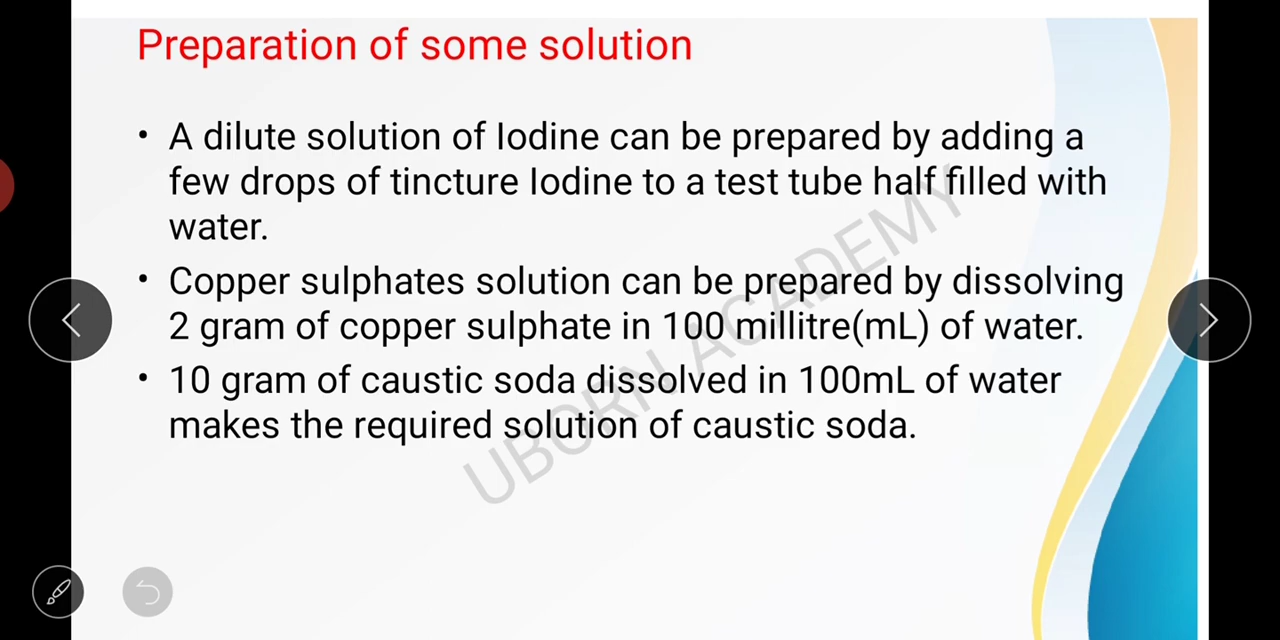 Preparation of some solution
• A dilute solution of Iodine can be prepared by adding a
few drops of tincture Iodine to a test tube half filled with
water.
• Copper sulphates solution can be prepared by dissolving
2 gram of copper sulphate in 100 millitre(mL) of water.
• 10 gram of caustic soda dissolved in 100mL of water
makes the required solution of caustic soda.
UBORN ACADEMY